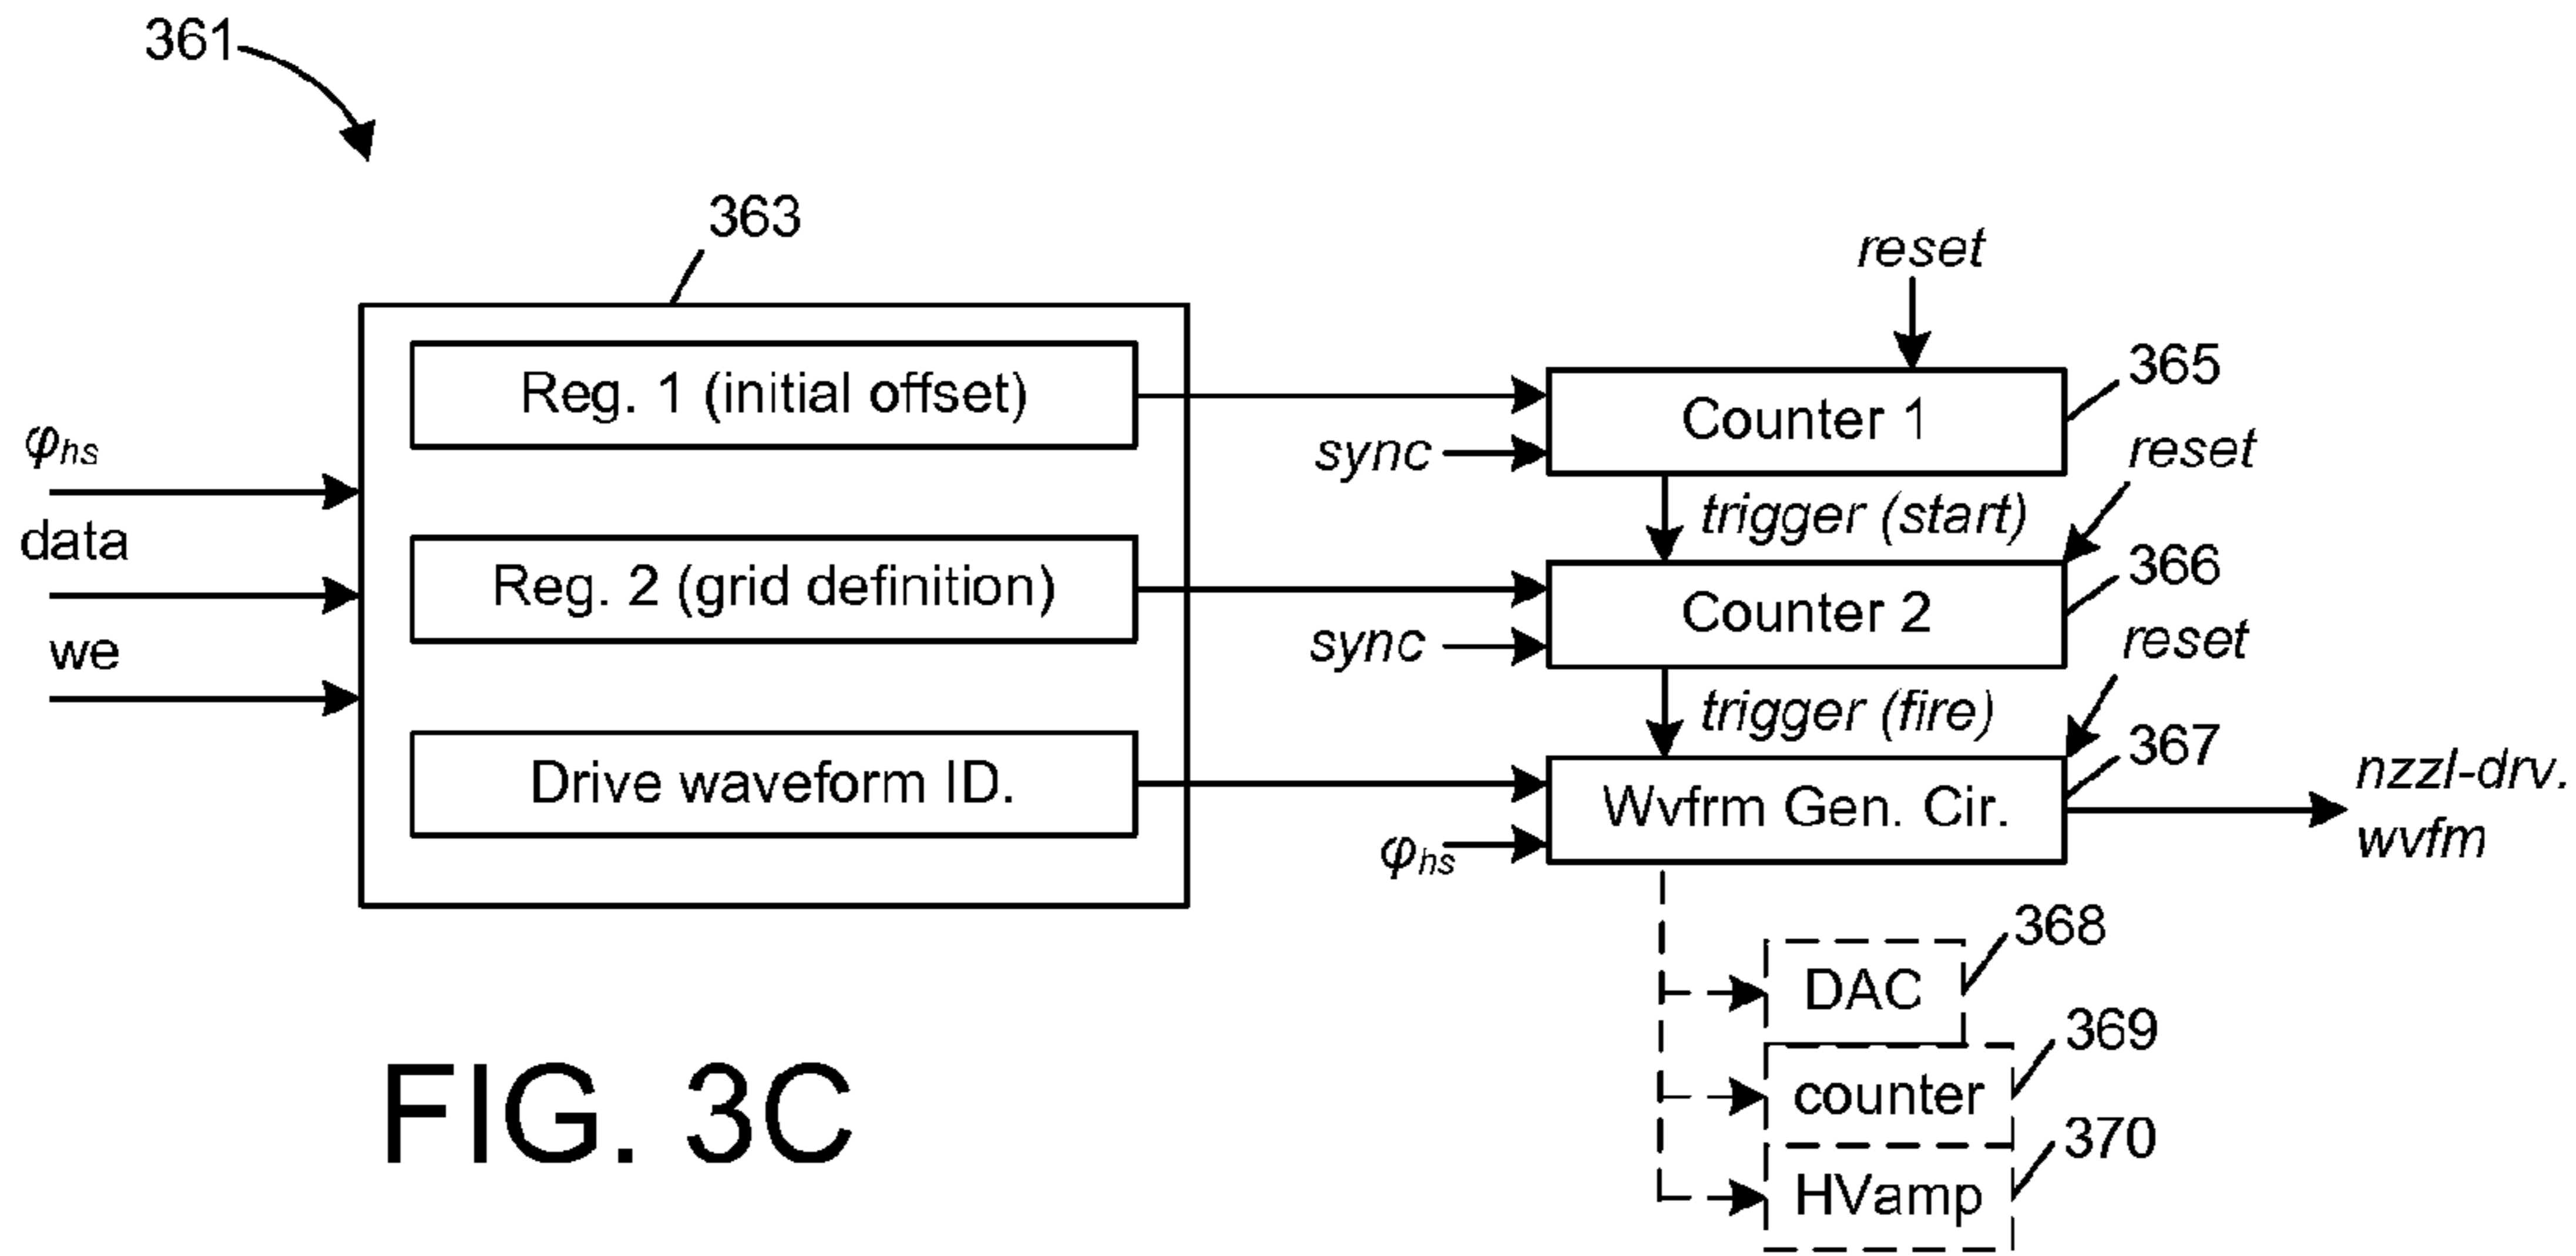 361
363
reset
Reg. 1 (initial offset)
Counter 1
365
φhs
sync
reset
trigger (start)
data
Reg. 2 (grid definition)
Counter 2
366
we
sync
reset
trigger (fire)
Drive waveform ID.
Wvfrm Gen. Cir.
367
nzzl-drv.
wvfm
φhs
368
DAC
369
counter
370
HVamp
FIG. 3C